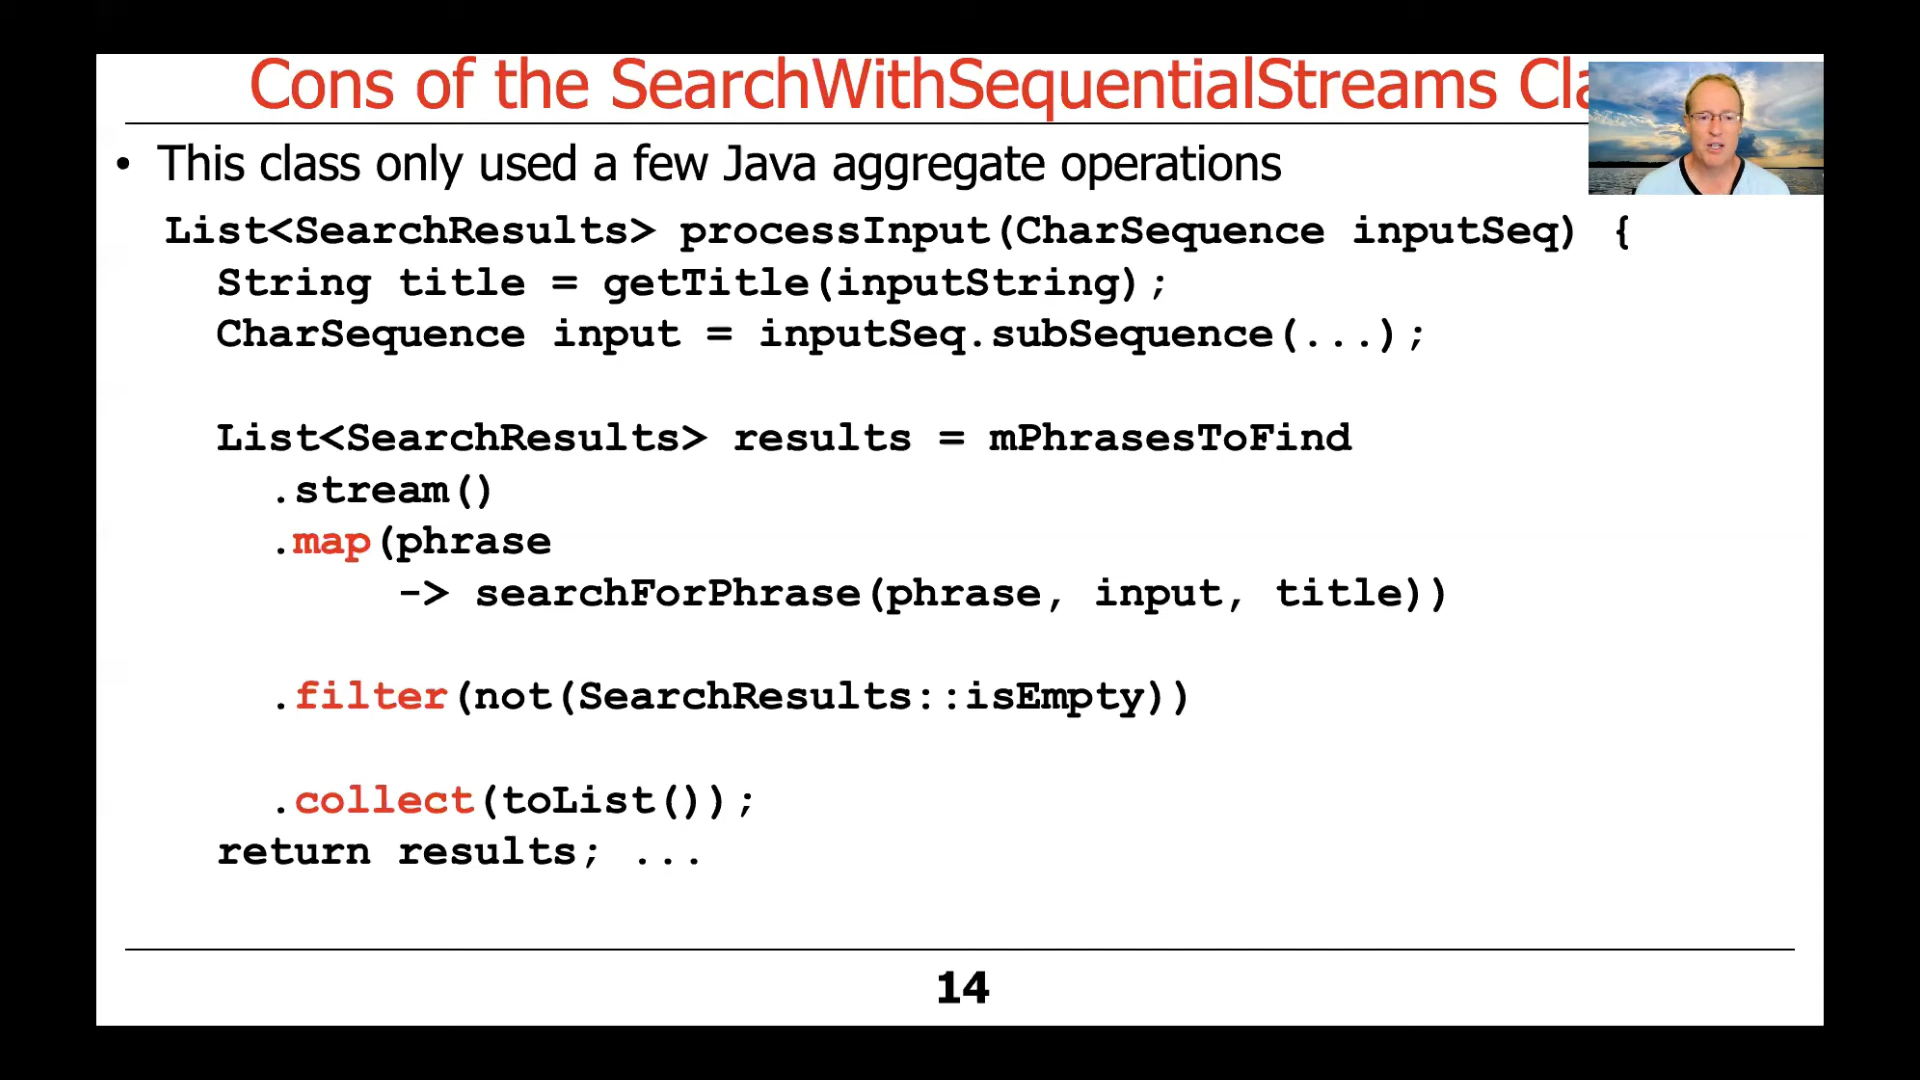 Cons of the SearchWithSequentialStreams
• This class only used a few Java aggregate operations
List<SearchResults> processInput(CharSequence inputSeq) {
String title = getTitle(inputString);
CharSequence input = inputSeq.subSequence(...);
List<SearchResults> results = mPhrasesToFind
.stream()
.map(phrase
-> searchForPhrase(phrase, input, title))
.filter(not(SearchResults::isEmpty))
.collect(toList());
return results; ...
14